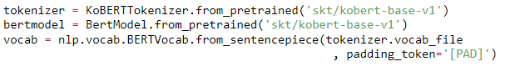 tokenizer = KoBERTTokenizer.from_pretrained('skt/kobert-base-v1')
bertmodel = BertModel.from_pretrained('skt/kobert-base-v1')
vocab = nlp.vocab.BERTVocab.from_sentencepiece(tokenizer.vocab_file
, padding_token='[PAD]')